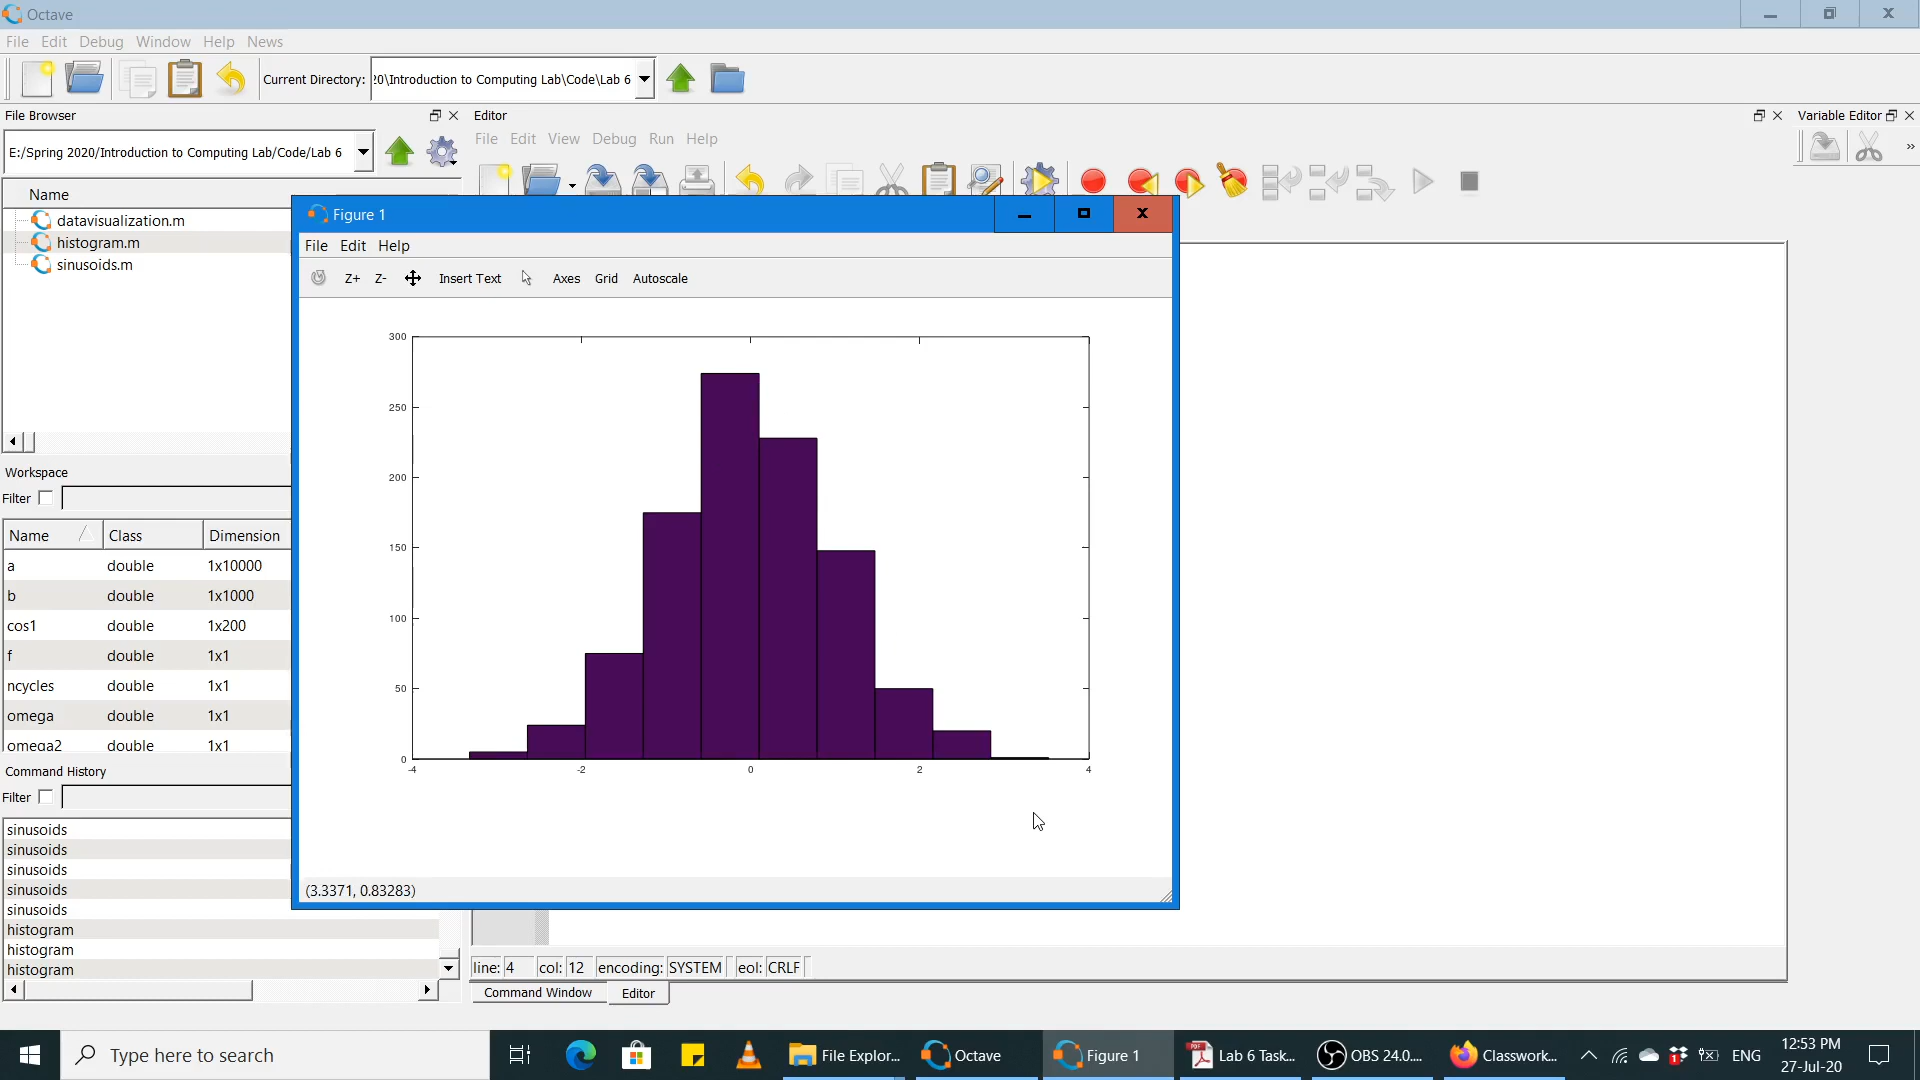 Octave
File Edit Debug Window Help News
Current Directory: 20\Introduction to Computing Lab\Code\Lab 6
File Browser
E:/Spring 2020/Introduction to Computing Lab/Code/Lab 6
Name
datavisualization.m
histogram.m
sinusoids.m
Workspace
Filter
Name Class Dimension
a double 1x10000
b double 1x1000
cos1 double 1x200
f double 1x1
ncycles double 1x1
omega double 1x1
omega2 double 1x1
Command History
Filter
sinusoids
sinusoids
sinusoids
sinusoids
sinusoids
histogram
histogram
histogram
Editor
File Edit View Debug Run Help
Variable Editor
»
Figure 1
File Edit Help
Z+ Z- Insert Text Axes Grid Autoscale
300
250
200
150
100
50
0
-4 -2 0 2 4
(3.3371, 0.83283)
line: 4 col: 12 encoding: SYSTEM eol: CRLF
Command Window Editor
Type here to search
File Explor...
Octave
Figure 1
Lab 6 Task...
OBS 24.0....
Classwork...
ENG
12:53 PM
27-Jul-20